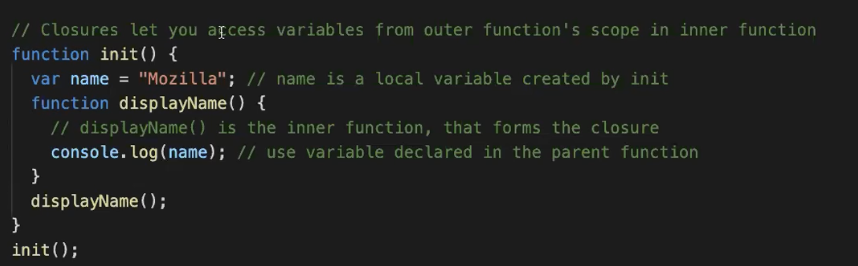 // Closures let you access variables from outer function's scope in inner function
function init() {
  var name = "Mozilla"; // name is a local variable created by init
  function displayName() {
    // displayName() is the inner function, that forms the closure
    console.log(name); // use variable declared in the parent function
  }
  displayName();
}
init();